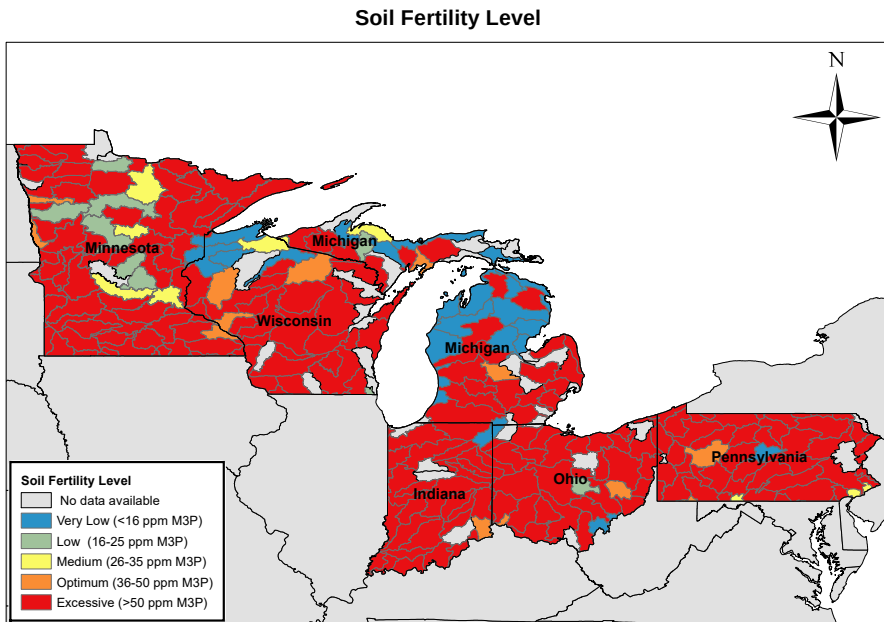 Soil Fertility Level
N
Minnesota
Michigan
Wisconsin
Michigan
Pennsylvania
Ohio
Indiana
Soil Fertility Level
No data available
Very Low (<16 ppm M3P)
Low (16-25 ppm M3P)
Medium (26-35 ppm M3P)
Optimum (36-50 ppm M3P)
Excessive (>50 ppm M3P)